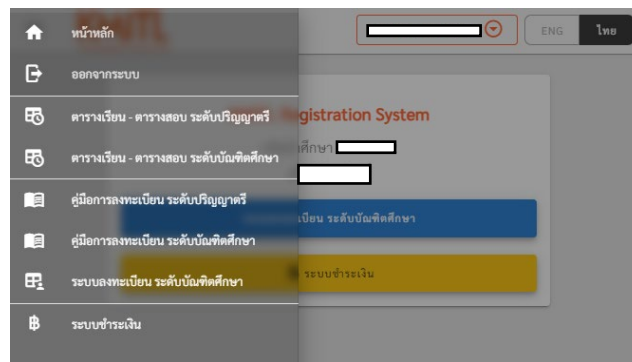 หน้าหลัก
ENG ไทย
ออกจากระบบ
ตารางเรียน - ตารางสอบ ระดับปริญญาตรี
gistration System
ตารางเรียน - ตารางสอบ ระดับบัณฑิตศึกษา
คู่มือการลงทะเบียน ระดับปริญญาตรี
ระดับบัณฑิตศึกษา
คู่มือการลงทะเบียน ระดับบัณฑิตศึกษา
ระบบลงทะเบียน ระดับบัณฑิตศึกษา
ระบบชำระเงิน
ระบบชำระเงิน